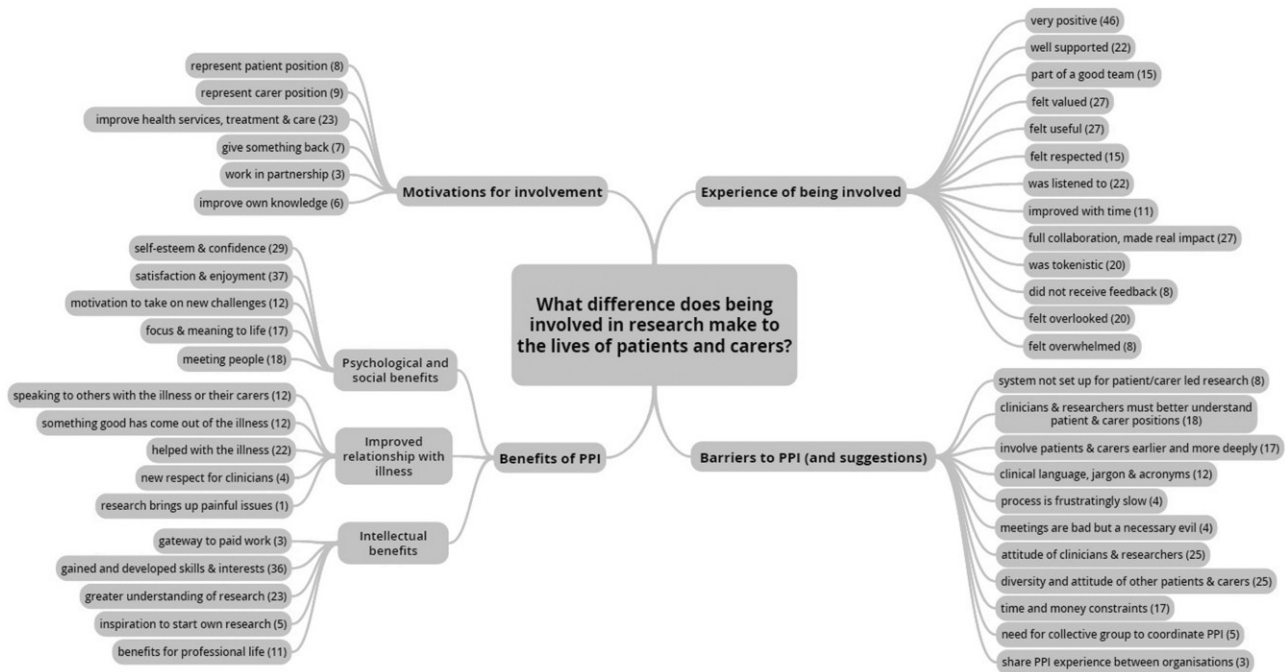 What difference does being
involved in research make to
the lives of patients and carers?
Motivations for involvement
represent patient position (8)
represent carer position (9)
improve health services, treatment & care (23)
give something back (7)
work in partnership (3)
improve own knowledge (6)
Experience of being involved
very positive (46)
well supported (22)
part of a good team (15)
felt valued (27)
felt useful (27)
felt respected (15)
was listened to (22)
improved with time (11)
full collaboration, made real impact (27)
was tokenistic (20)
did not receive feedback (8)
felt overlooked (20)
felt overwhelmed (8)
Benefits of PPI
Psychological and
social benefits
self-esteem & confidence (29)
satisfaction & enjoyment (37)
motivation to take on new challenges (12)
focus & meaning to life (17)
meeting people (18)
Improved
relationship with
illness
speaking to others with the illness or their carers (12)
something good has come out of the illness (12)
helped with the illness (22)
new respect for clinicians (4)
research brings up painful issues (1)
Intellectual
benefits
gateway to paid work (3)
gained and developed skills & interests (36)
greater understanding of research (23)
inspiration to start own research (5)
benefits for professional life (11)
Barriers to PPI (and suggestions)
system not set up for patient/carer led research (8)
clinicians & researchers must better understand
patient & carer positions (18)
involve patients & carers earlier and more deeply (17)
clinical language, jargon & acronyms (12)
process is frustratingly slow (4)
meetings are bad but a necessary evil (4)
attitude of clinicians & researchers (25)
diversity and attitude of other patients & carers (25)
time and money constraints (17)
need for collective group to coordinate PPI (5)
share PPI experience between organisations (3)